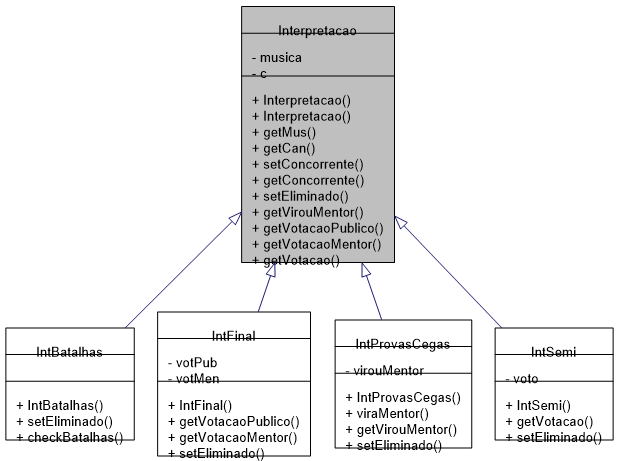 Interpretacao
- musica
- c
+ Interpretacao()
+ Interpretacao()
+ getMus()
+ getCan()
+ setConcorrente()
+ getConcorrente()
+ setEliminado()
+ getVirouMentor()
+ getVotacaoPublico()
+ getVotacaoMentor()
+ getVotacao()
IntBatalhas
+ IntBatalhas()
+ setEliminado()
+ checkBatalhas()
IntFinal
- votPub
- votMen
+ IntFinal()
+ getVotacaoPublico()
+ getVotacaoMentor()
+ setEliminado()
IntProvasCegas
- virouMentor
+ IntProvasCegas()
+ viraMentor()
+ getVirouMentor()
+ setEliminado()
IntSemi
- voto
+ IntSemi()
+ getVotacao()
+ setEliminado()